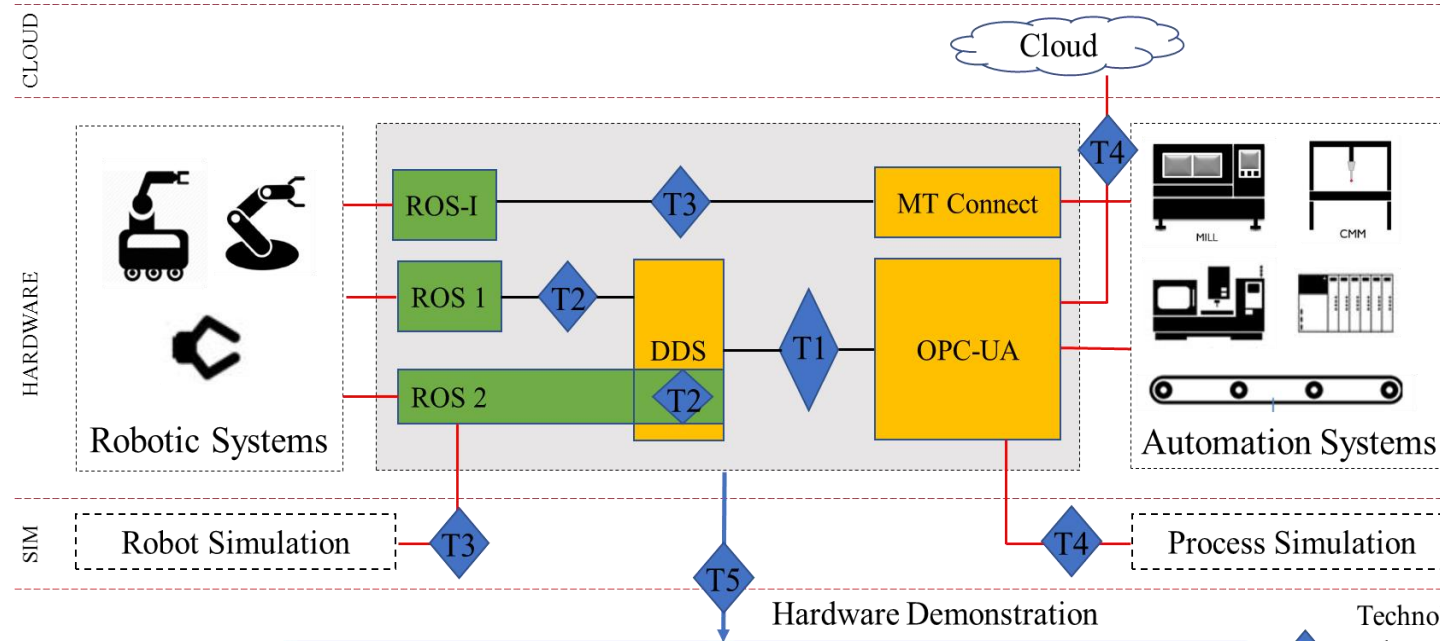 CLOUD
Cloud
HARDWARE
T4
ROS-I
T3
MT Connect
MILL
CMM
ROS 1
T2
DDS
T1
OPC-UA
ROS 2
T2
Robotic Systems
Automation Systems
SIM
Robot Simulation
T3
T4
Process Simulation
T5
Hardware Demonstration
Techno